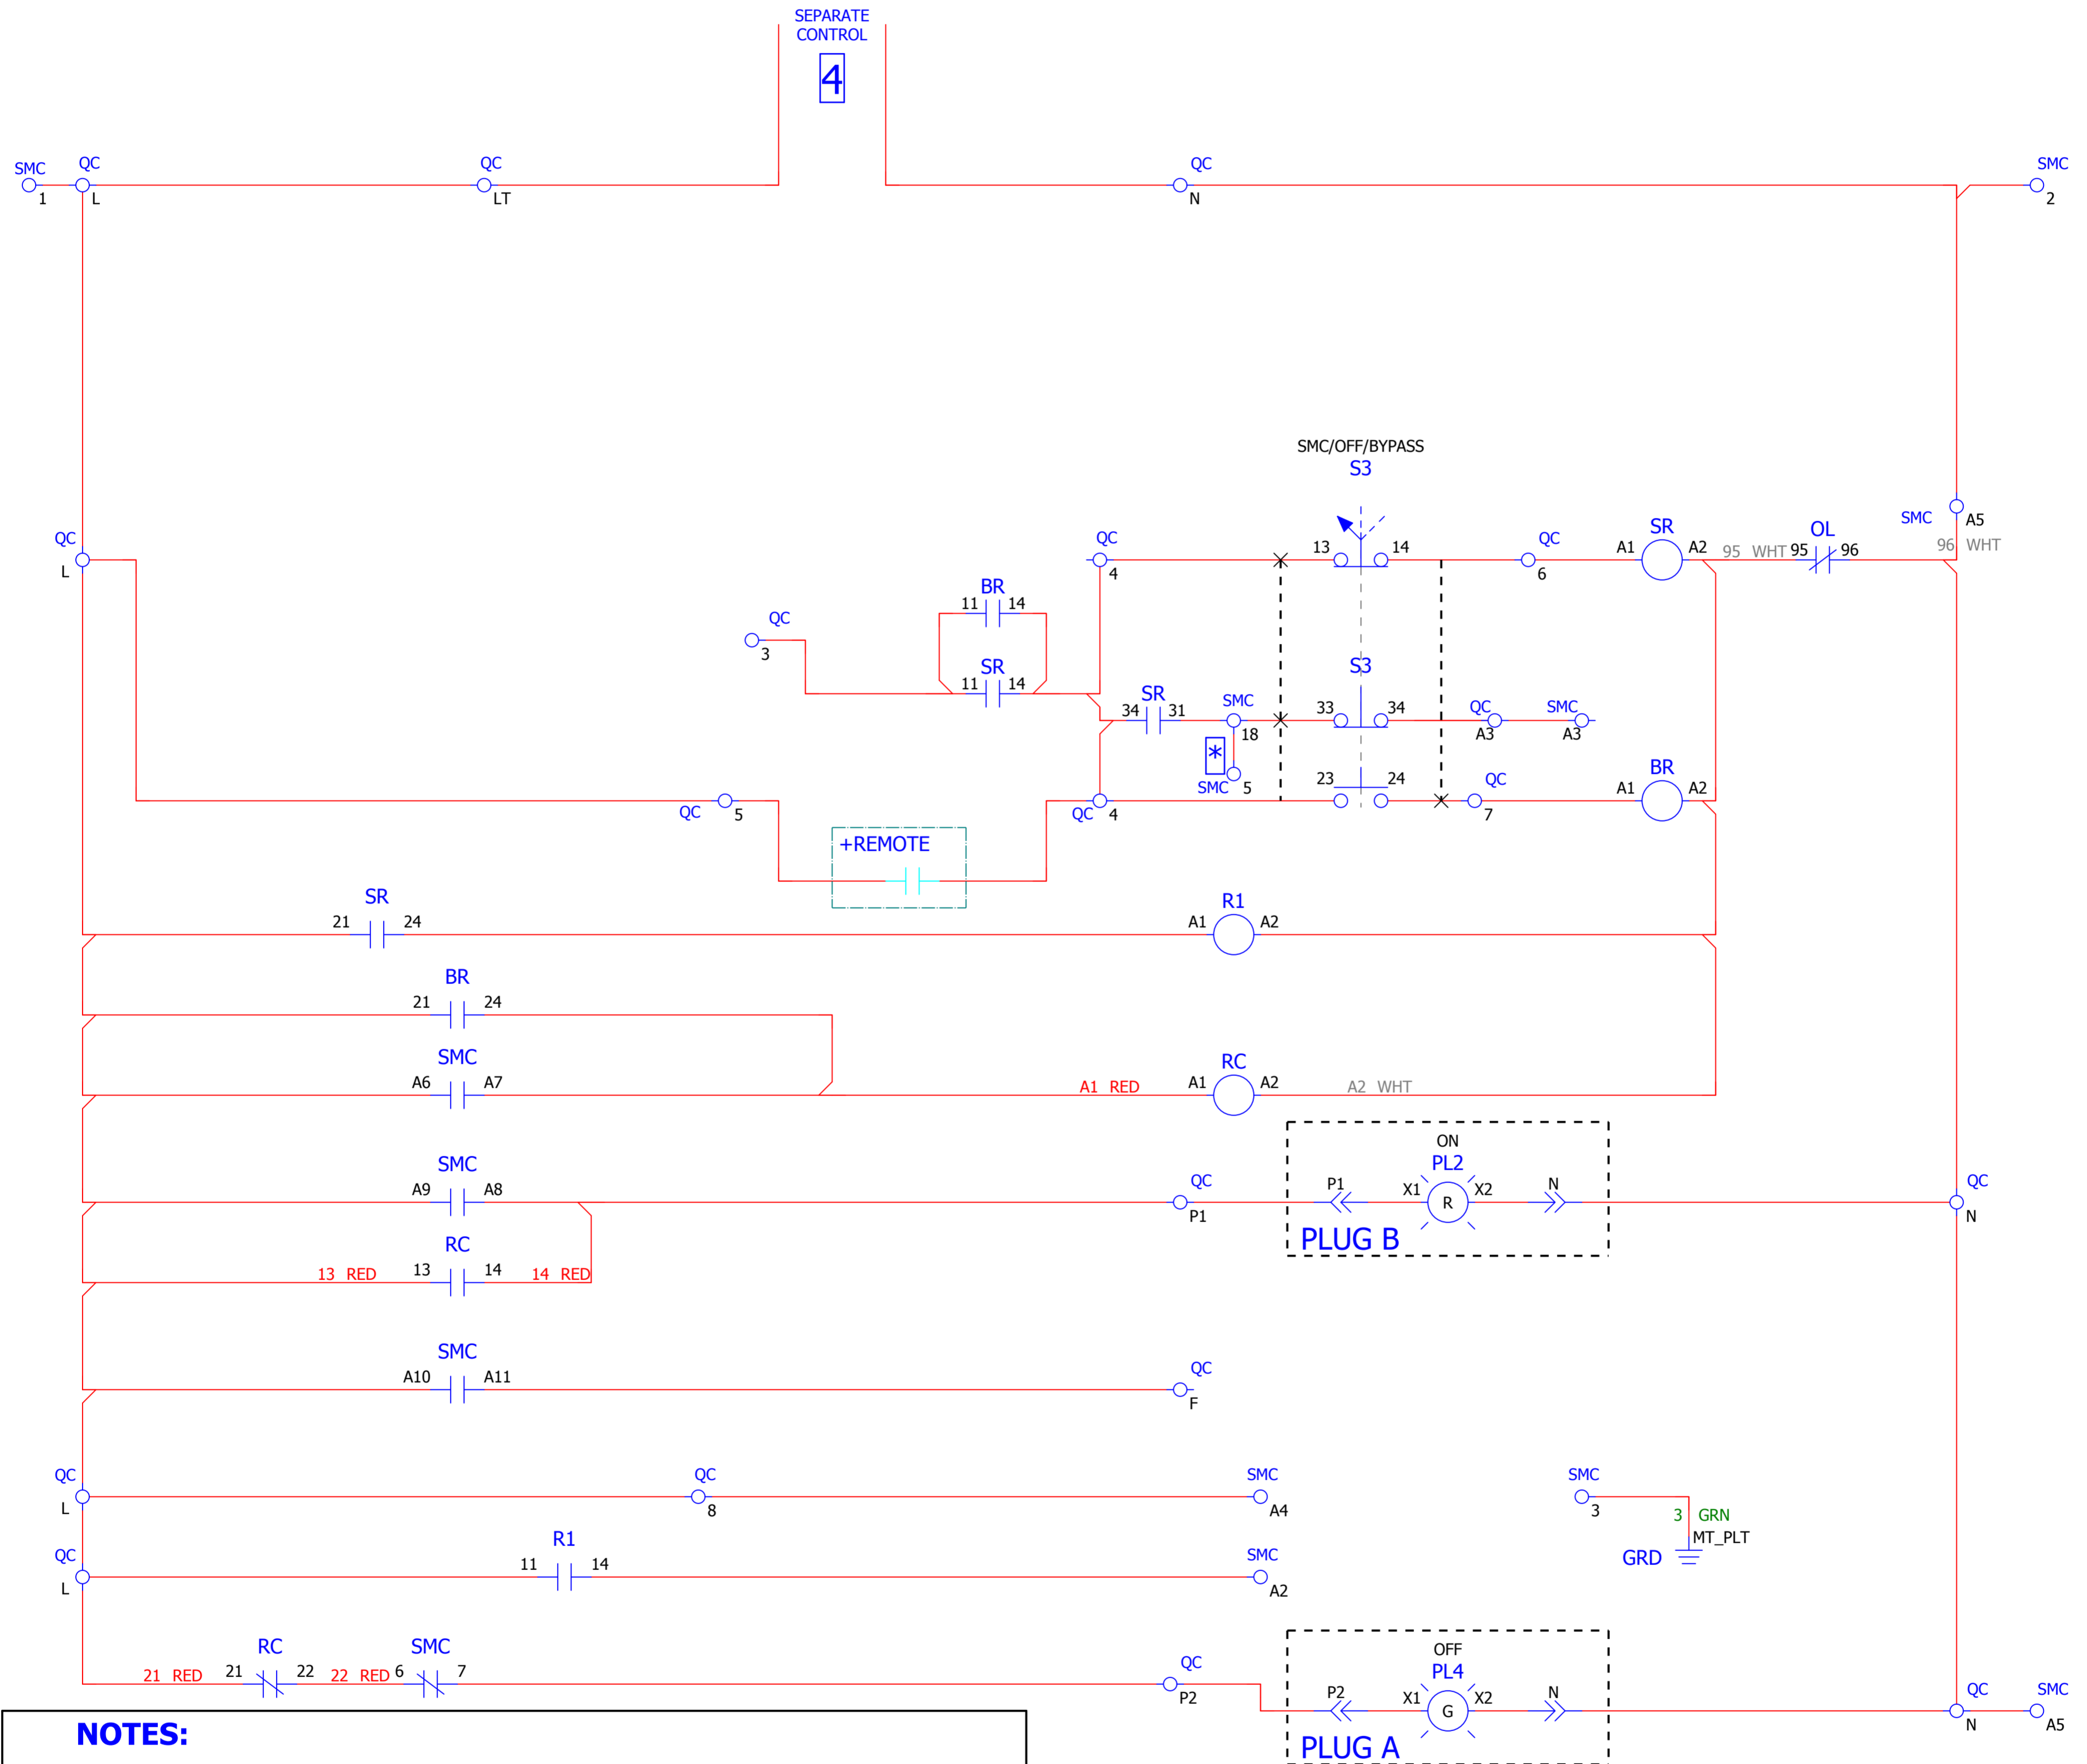 SEPARATE
CONTROL
4
SMC
1
QC
L
QC
LT
QC
N
SMC
2
SMC/OFF/BYPASS
S3
QC
L
QC
4
13
14
QC
6
SR
A1
A2
95 WHT
OL
95
96
SMC
A5
96 WHT
BR
11
14
QC
3
SR
11
14
S3
SR
34
31
SMC
18
33
34
QC
A3
SMC
A3
*
SMC
5
23
24
QC
7
BR
A1
A2
QC
5
QC
4
+REMOTE
SR
21
24
R1
A1
A2
BR
21
24
SMC
A6
A7
A1 RED
RC
A1
A2
A2 WHT
ON
PL2
SMC
A9
A8
QC
P1
P1
X1
R
X2
N
QC
N
PLUG B
RC
13 RED
13
14
14 RED
SMC
A10
A11
QC
F
QC
L
QC
8
SMC
A4
SMC
3
3 GRN
MT_PLT
GRD
QC
L
R1
11
14
SMC
A2
OFF
PL4
RC
21 RED
21
22
22 RED
SMC
6
7
QC
P2
P2
X1
G
X2
N
QC
N
SMC
A5
PLUG A
NOTES: